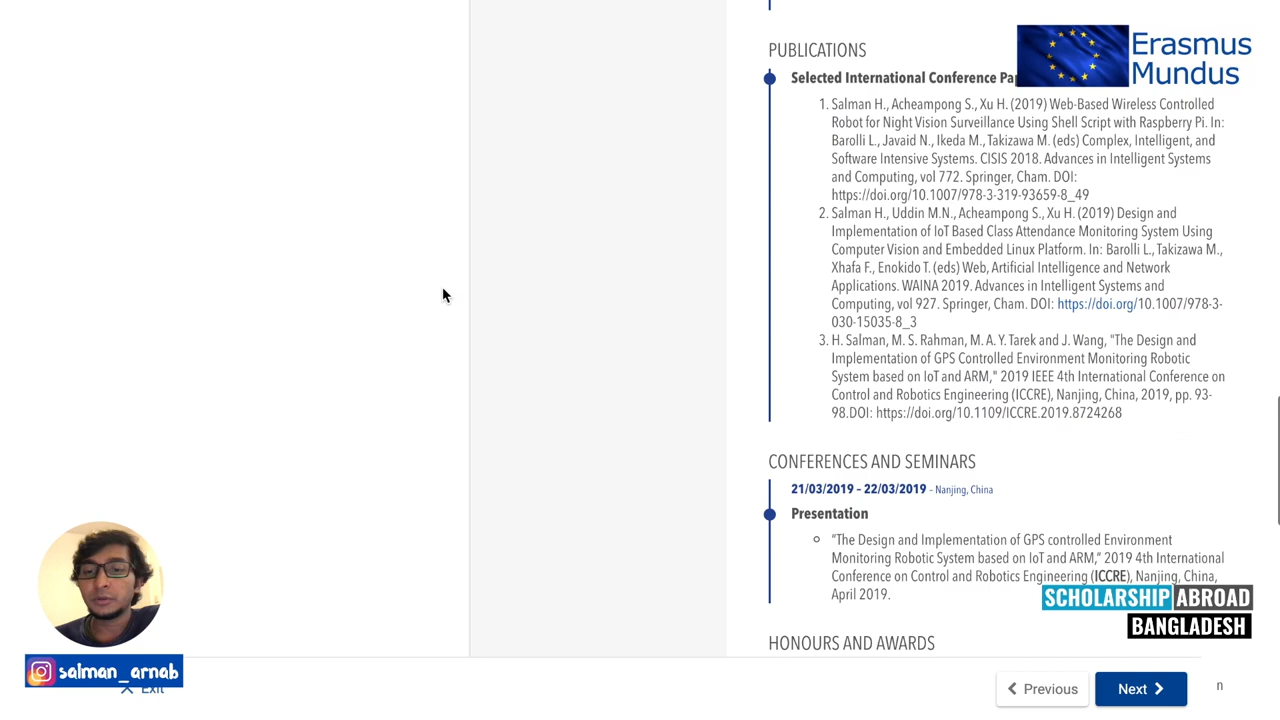 PUBLICATIONS
Erasmus
Mundus
Selected International Conference Pa
1. Salman H., Acheampong S., Xu H. (2019) Web-Based Wireless Controlled
Robot for Night Vision Surveillance Using Shell Script with Raspberry Pi. In:
Barolli L., Javaid N., Ikeda M., Takizawa M. (eds) Complex, Intelligent, and
Software Intensive Systems. CISIS 2018. Advances in Intelligent Systems
and Computing, vol 772. Springer, Cham. DOI:
https://doi.org/10.1007/978-3-319-93659-8_49
2. Salman H., Uddin M.N., Acheampong S., Xu H. (2019) Design and
Implementation of IoT Based Class Attendance Monitoring System Using
Computer Vision and Embedded Linux Platform. In: Barolli L., Takizawa M.,
Xhafa F., Enokido T. (eds) Web, Artificial Intelligence and Network
Applications. WAINA 2019. Advances in Intelligent Systems and
Computing, vol 927. Springer, Cham. DOI: https://doi.org/10.1007/978-3-
030-15035-8_3
3. H. Salman, M. S. Rahman, M. A. Y. Tarek and J. Wang, "The Design and
Implementation of GPS Controlled Environment Monitoring Robotic
System based on IoT and ARM," 2019 IEEE 4th International Conference on
Control and Robotics Engineering (ICCRE), Nanjing, China, 2019, pp. 93-
98.DOI: https://doi.org/10.1109/ICCRE.2019.8724268
CONFERENCES AND SEMINARS
21/03/2019 – 22/03/2019 – Nanjing, China
Presentation
“The Design and Implementation of GPS controlled Environment
Monitoring Robotic System based on IoT and ARM,” 2019 4th International
Conference on Control and Robotics Engineering (ICCRE), Nanjing, China,
April 2019.
SCHOLARSHIP ABROAD
BANGLADESH
HONOURS AND AWARDS
salman_arnab
Exit
Previous
Next
n